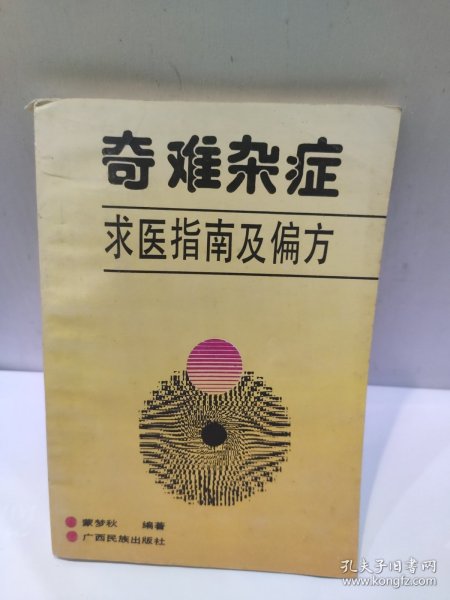 奇难杂症
求医指南及偏方
蒙梦秋 编著
广西民族出版社
孔夫子旧书网
www.kongfz.com